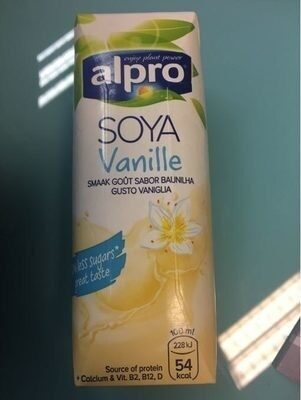 enjoy plant power
alpro
SOYA
Vanille
SMAAK GOÛT SABOR BAUNILHA
GUSTO VANIGLIA
less sugars*
great taste
100 ml
228 kJ
54
kcal
Source of protein
* Calcium & Vit. B2, B12, D